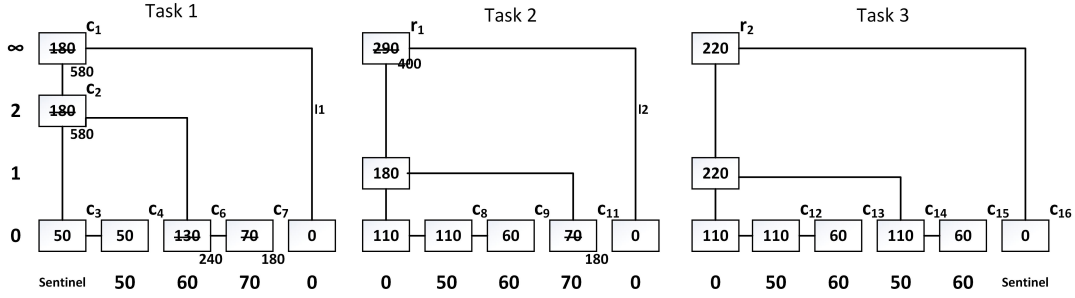 Task 1 Task 2 Task 3
c1 r1 r2
∞ 180 290 220
580 400
c2
2 180 l1 l2
580
1 180 220
c3 c4 c6 c7 c8 c9 c11 c12 c13 c14 c15 c16
0 50 50 130 70 0 110 110 60 70 0 110 110 60 110 60 0
240 180 180
Sentinel 50 60 70 0 0 50 60 70 0 0 50 60 50 60 Sentinel